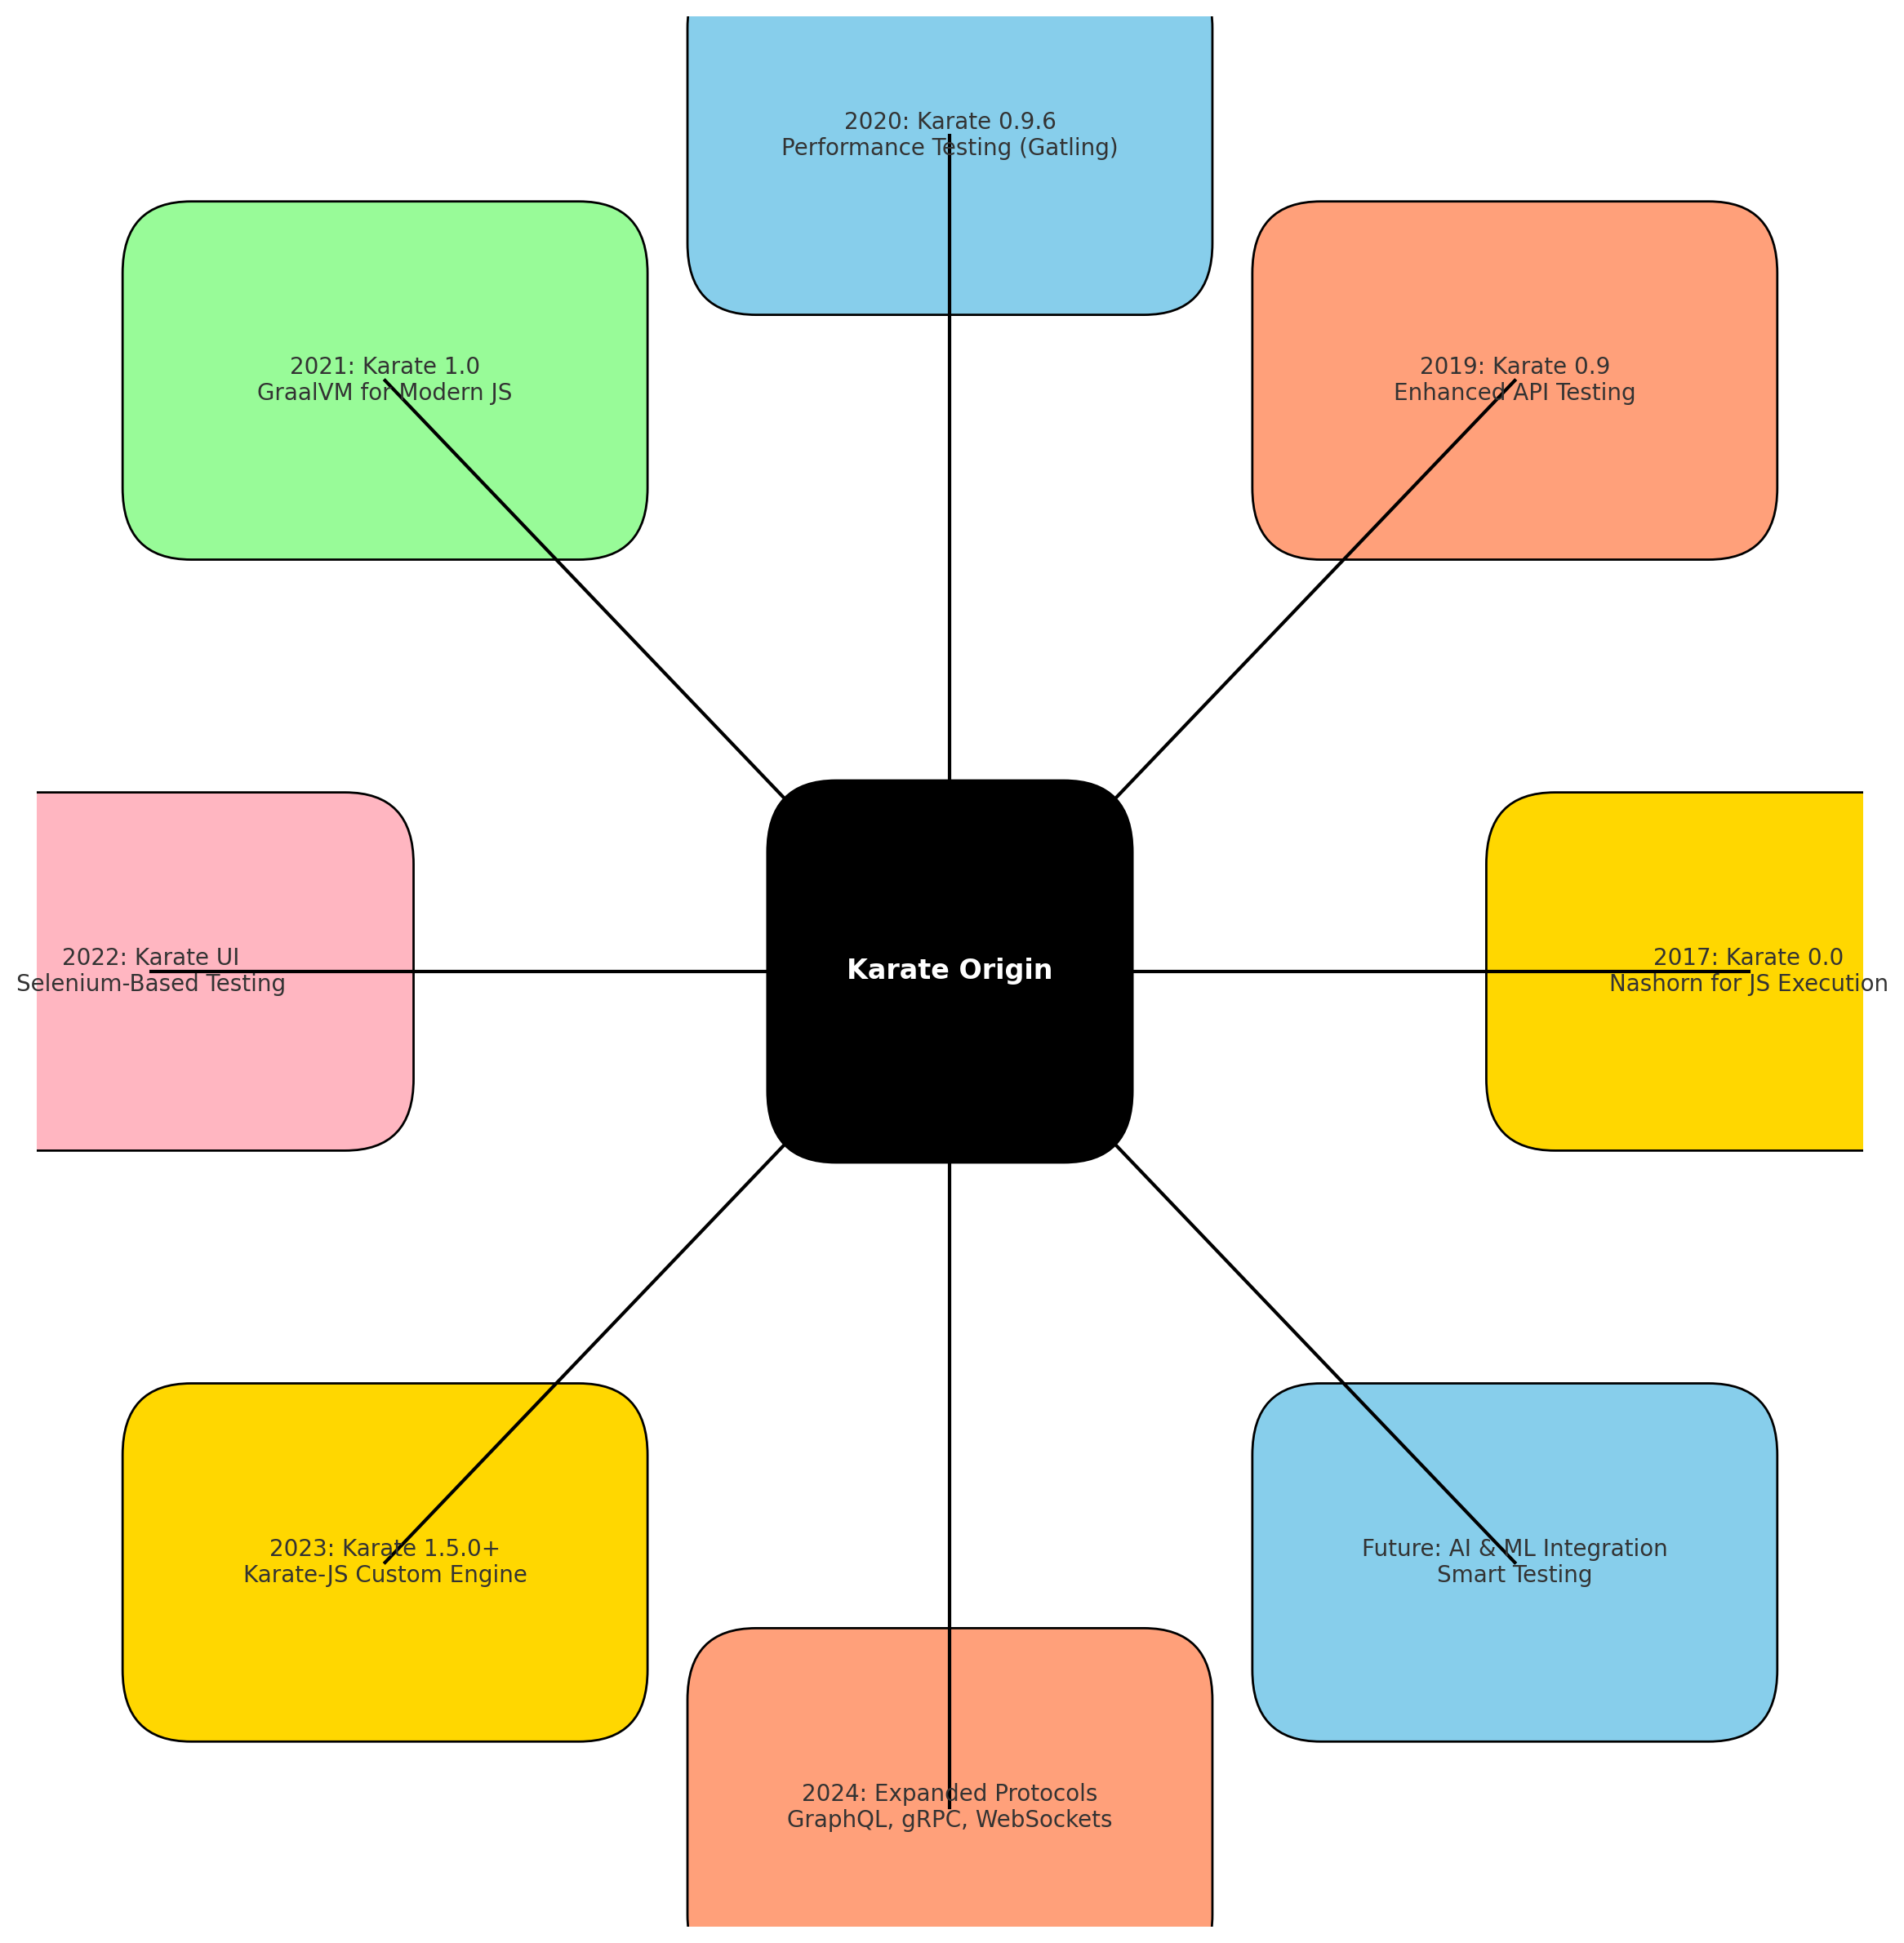 2020: Karate 0.9.6
Performance Testing (Gatling)
2021: Karate 1.0
GraalVM for Modern JS
2019: Karate 0.9
Enhanced API Testing
2022: Karate UI
Selenium-Based Testing
Karate Origin
2017: Karate 0.0
Nashorn for JS Execution
2023: Karate 1.5.0+
Karate-JS Custom Engine
Future: AI & ML Integration
Smart Testing
2024: Expanded Protocols
GraphQL, gRPC, WebSockets